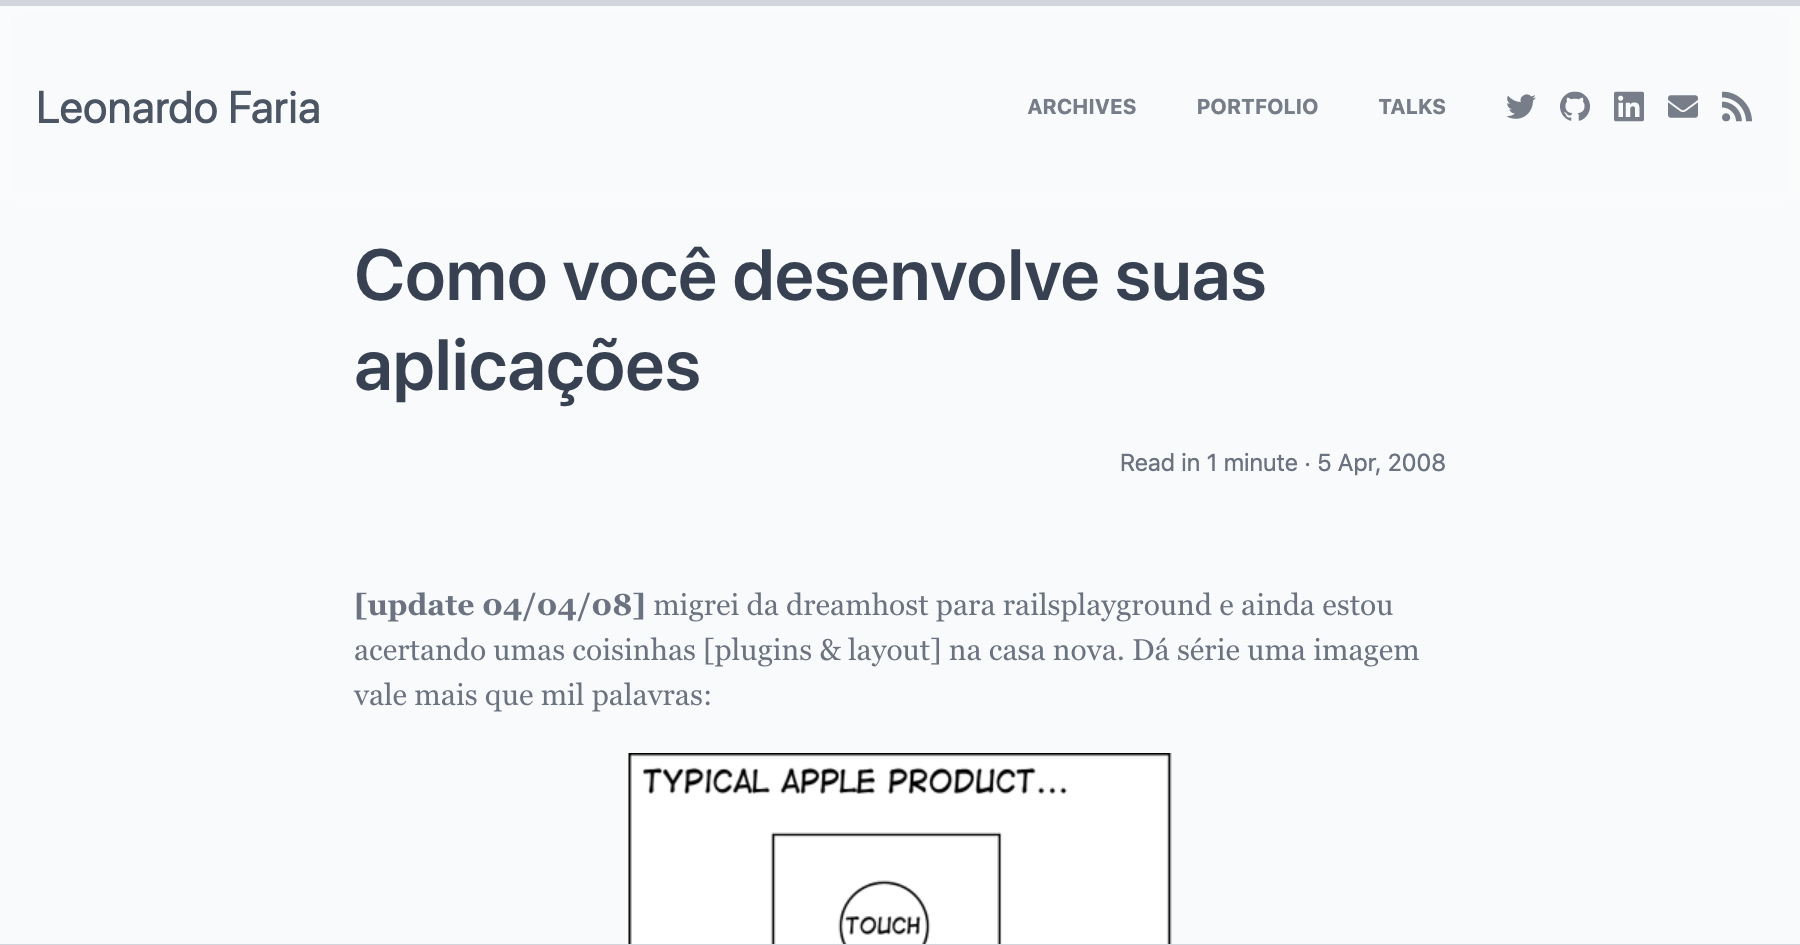 Leonardo Faria
ARCHIVES PORTFOLIO TALKS
Como você desenvolve suas
aplicações
Read in 1 minute · 5 Apr, 2008
[update 04/04/08] migrei da dreamhost para railsplayground e ainda estou
acertando umas coisinhas [plugins & layout] na casa nova. Dá série uma imagem
vale mais que mil palavras:
TYPICAL APPLE PRODUCT...
TOUCH